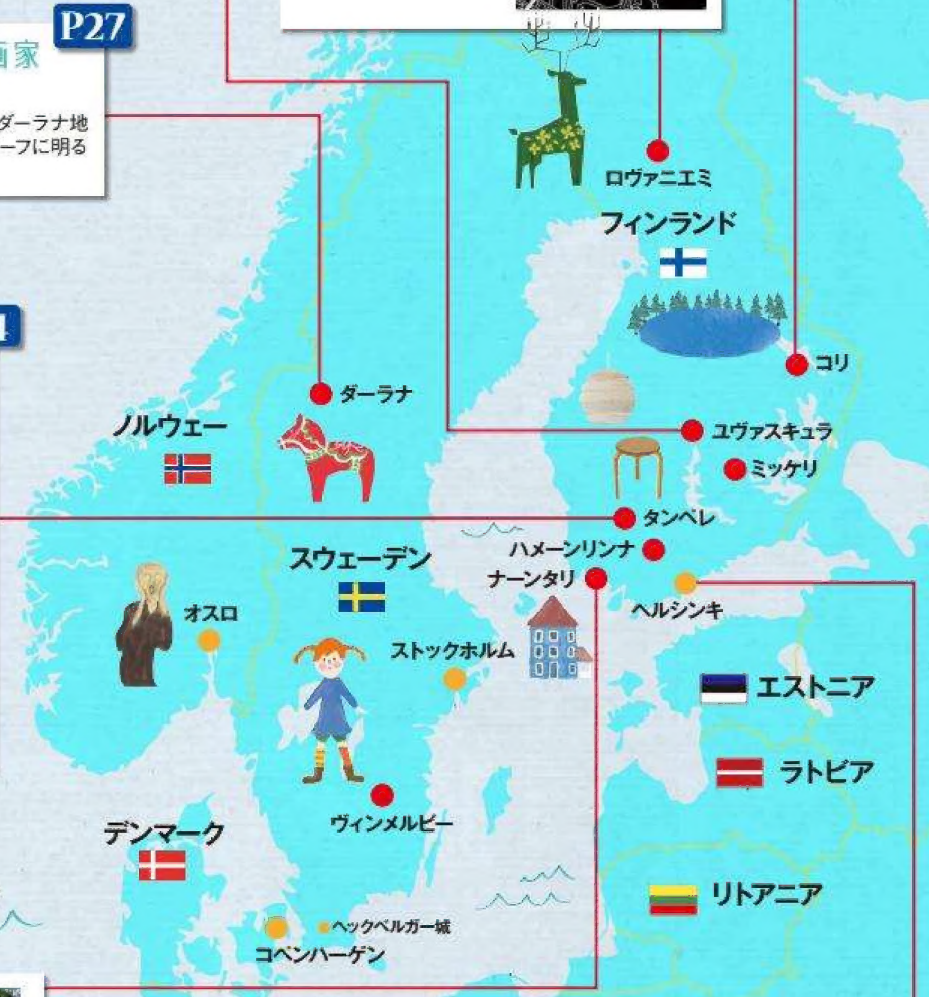 P27
画家
ダーラナ地
ーフに明る
ロヴァニエミ
フィンランド
コリ
ダーラナ
ノルウェー
ユヴァスキュラ
ミッケリ
タンペレ
スウェーデン
ハメーンリンナ
ナーンタリ
ヘルシンキ
オスロ
ストックホルム
エストニア
ラトビア
ヴィンメルビー
デンマーク
リトアニア
ヘックベルガー城
コペンハーゲン